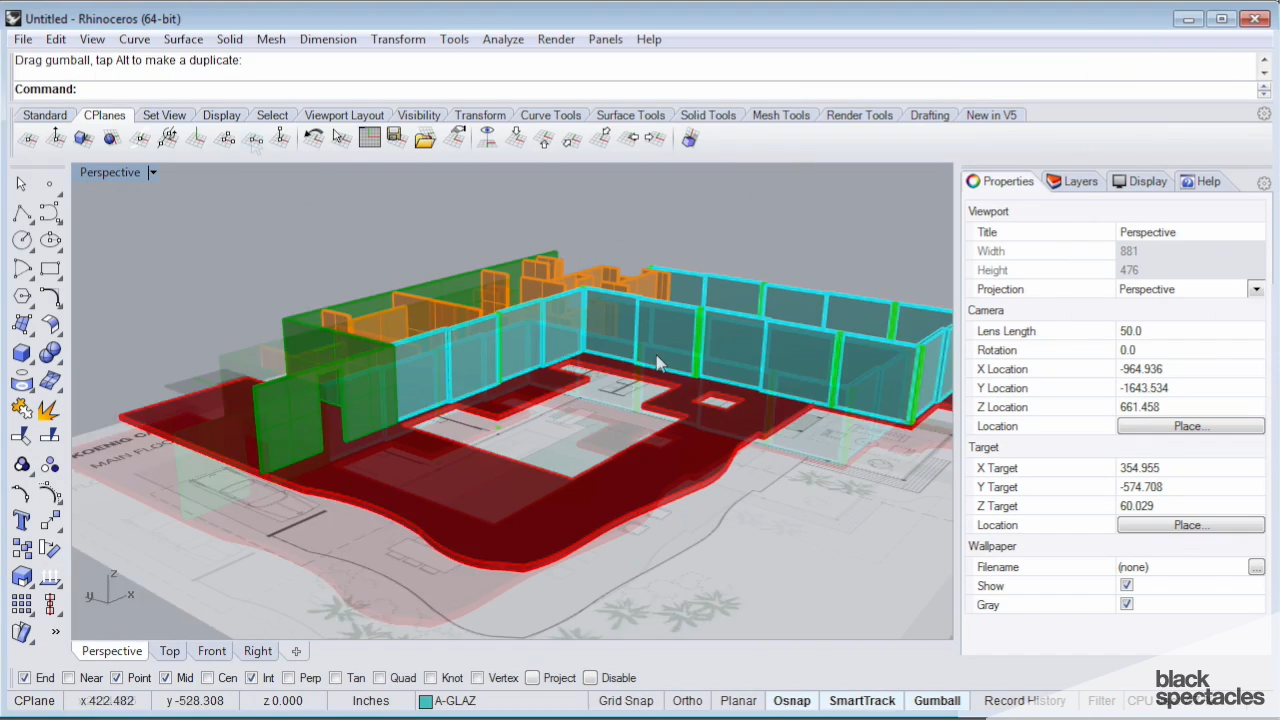 Untitled - Rhinoceros (64-bit)
File Edit View Curve Surface Solid Mesh Dimension Transform Tools Analyze Render Panels Help
Drag gumball, tap Alt to make a duplicate:
Command:
Standard CPlanes Set View Display Select Viewport Layout Visibility Transform Curve Tools Surface Tools Solid Tools Mesh Tools Render Tools Drafting New in V5
Perspective
Properties Layers Display Help
Viewport
Title Perspective
Width 881
Height 476
Projection Perspective
Camera
Lens Length 50.0
Rotation 0.0
X Location -964.936
Y Location -1643.534
Z Location 661.458
Location Place...
Target
X Target 354.955
Y Target -574.708
Z Target 60.029
Location Place...
Wallpaper
Filename (none) ...
Show
Gray
MAIN FLOO
z
y x
Perspective Top Front Right
End Near Point Mid Cen Int Perp Tan Quad Knot Vertex Project Disable
CPlane x 422.482 y -528.308 z 0.000 Inches A-GLAZ Grid Snap Ortho Planar Osnap SmartTrack Gumball Record History Filter CPU
black
spectacles